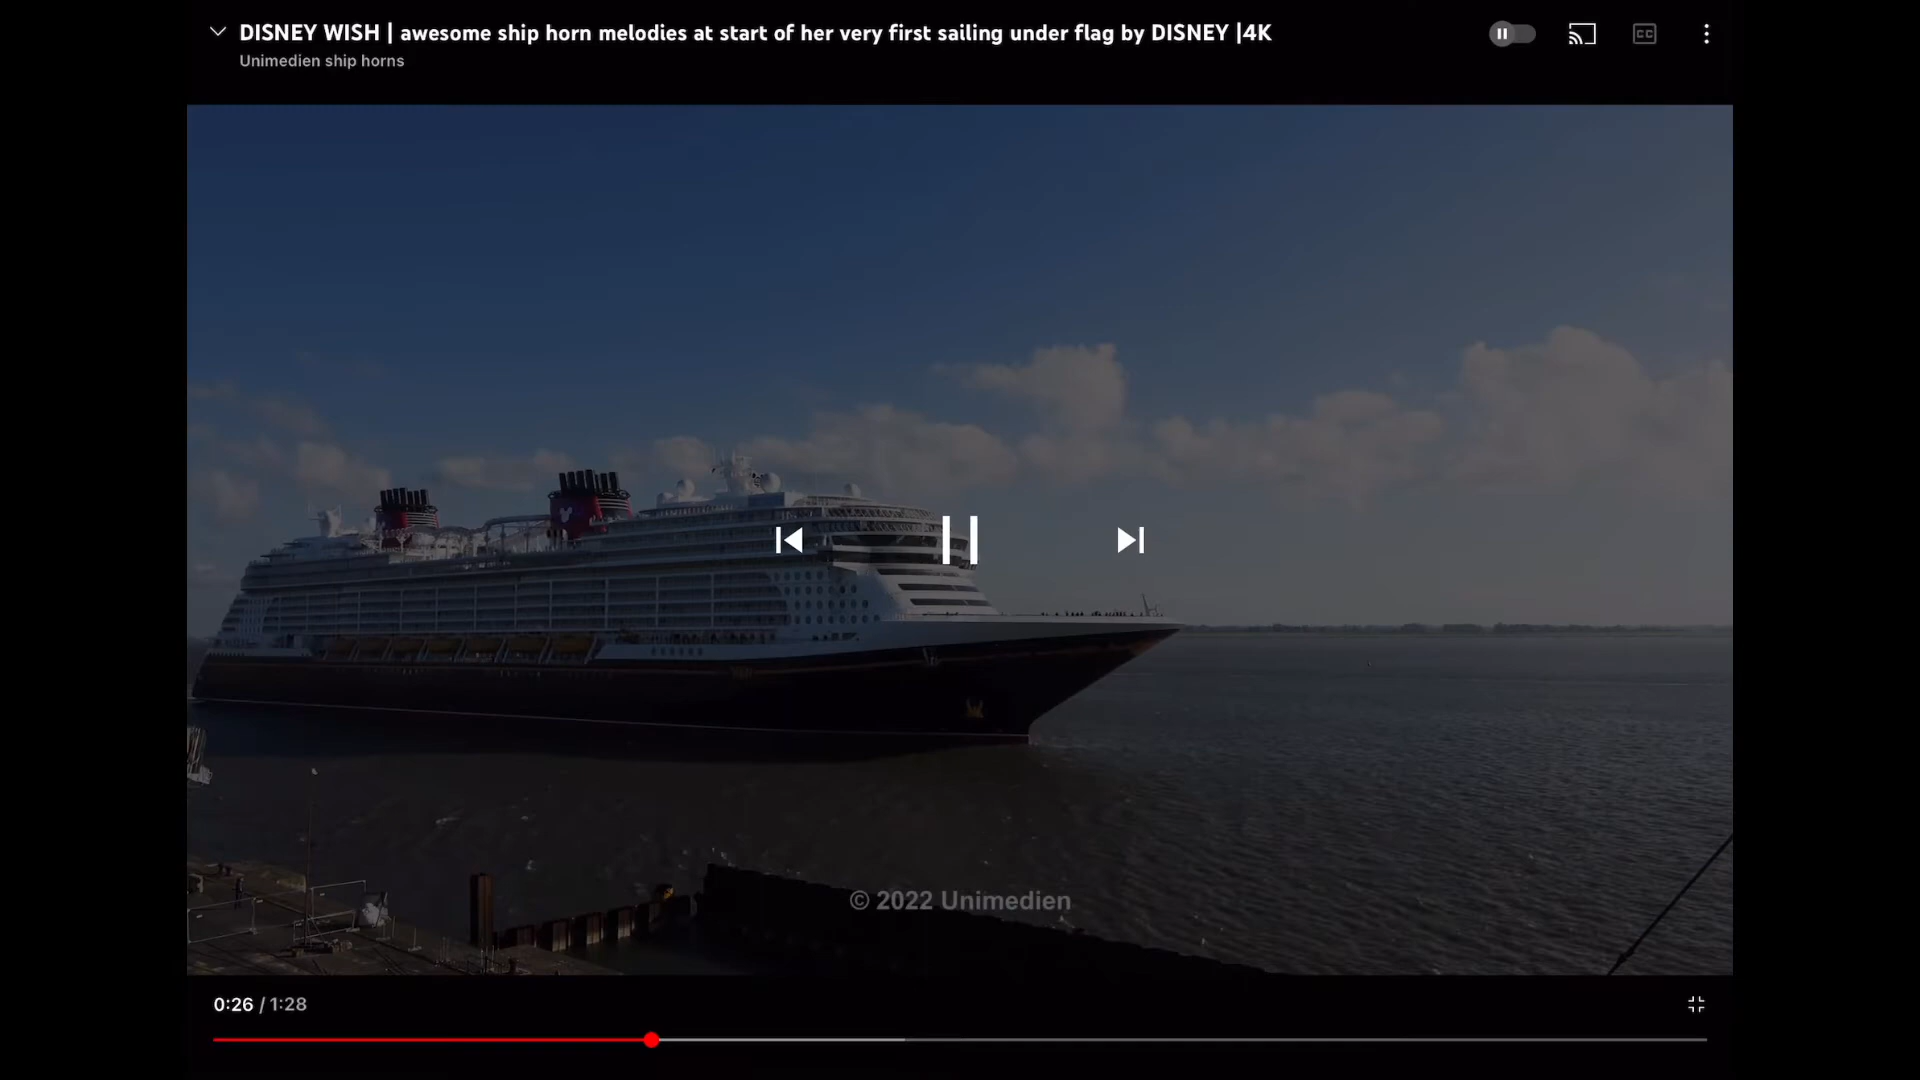 DISNEY WISH | awesome ship horn melodies at start of her very first sailing under flag by DISNEY |4K
Unimedien ship horns
CC
© 2022 Unimedien
0:26 / 1:28